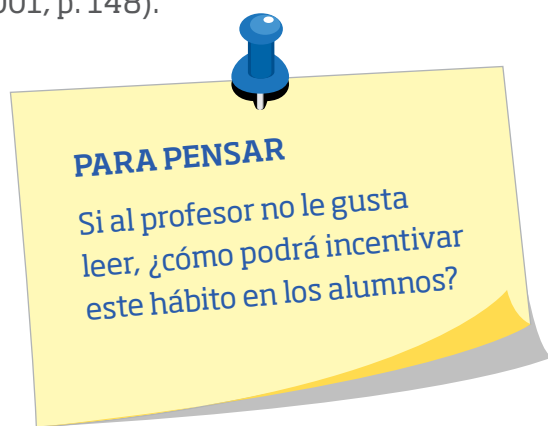 001, p. 148).
PARA PENSAR
Si al profesor no le gusta
leer, ¿cómo podrá incentivar
este hábito en los alumnos?